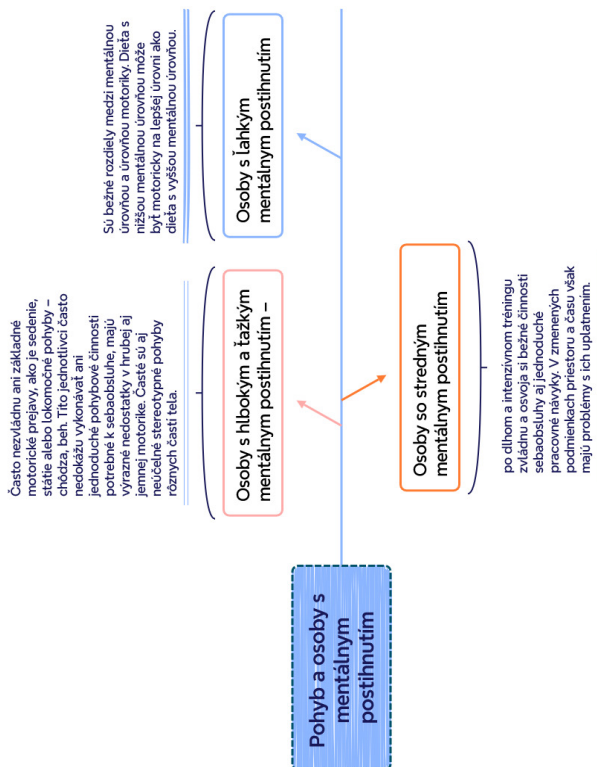 Pohyb a osoby s
mentálnym
postihnutím
Osoby s hlbokým a ťažkým
mentálnym postihnutím –
Často nezvládnu ani základné
motorické prejavy, ako je sedenie,
státie alebo lokomočné pohyby –
chôdza, beh. Títo jednotlivci často
nedokážu vykonávať ani
jednoduché pohybové činnosti
potrebné k sebaobsluhe, majú
výrazné nedostatky v hrubej aj
jemnej motorike. Časté sú aj
neúčelné stereotypné pohyby
rôznych častí tela.
Osoby so stredným
mentálnym postihnutím
po dlhom a intenzívnom tréningu
zvládnu a osvoja si bežné činnosti
sebaobsluhy aj jednoduché
pracovné návyky. V zmenených
podmienkach priestoru a času však
majú problémy s ich uplatnením.
Osoby s ľahkým
mentálnym postihnutím
Sú bežné rozdiely medzi mentálnou
úrovňou a úrovňou motoriky. Dieťa s
nižšou mentálnou úrovňou môže
byť motoricky na lepšej úrovni ako
dieťa s vyššou mentálnou úrovňou.